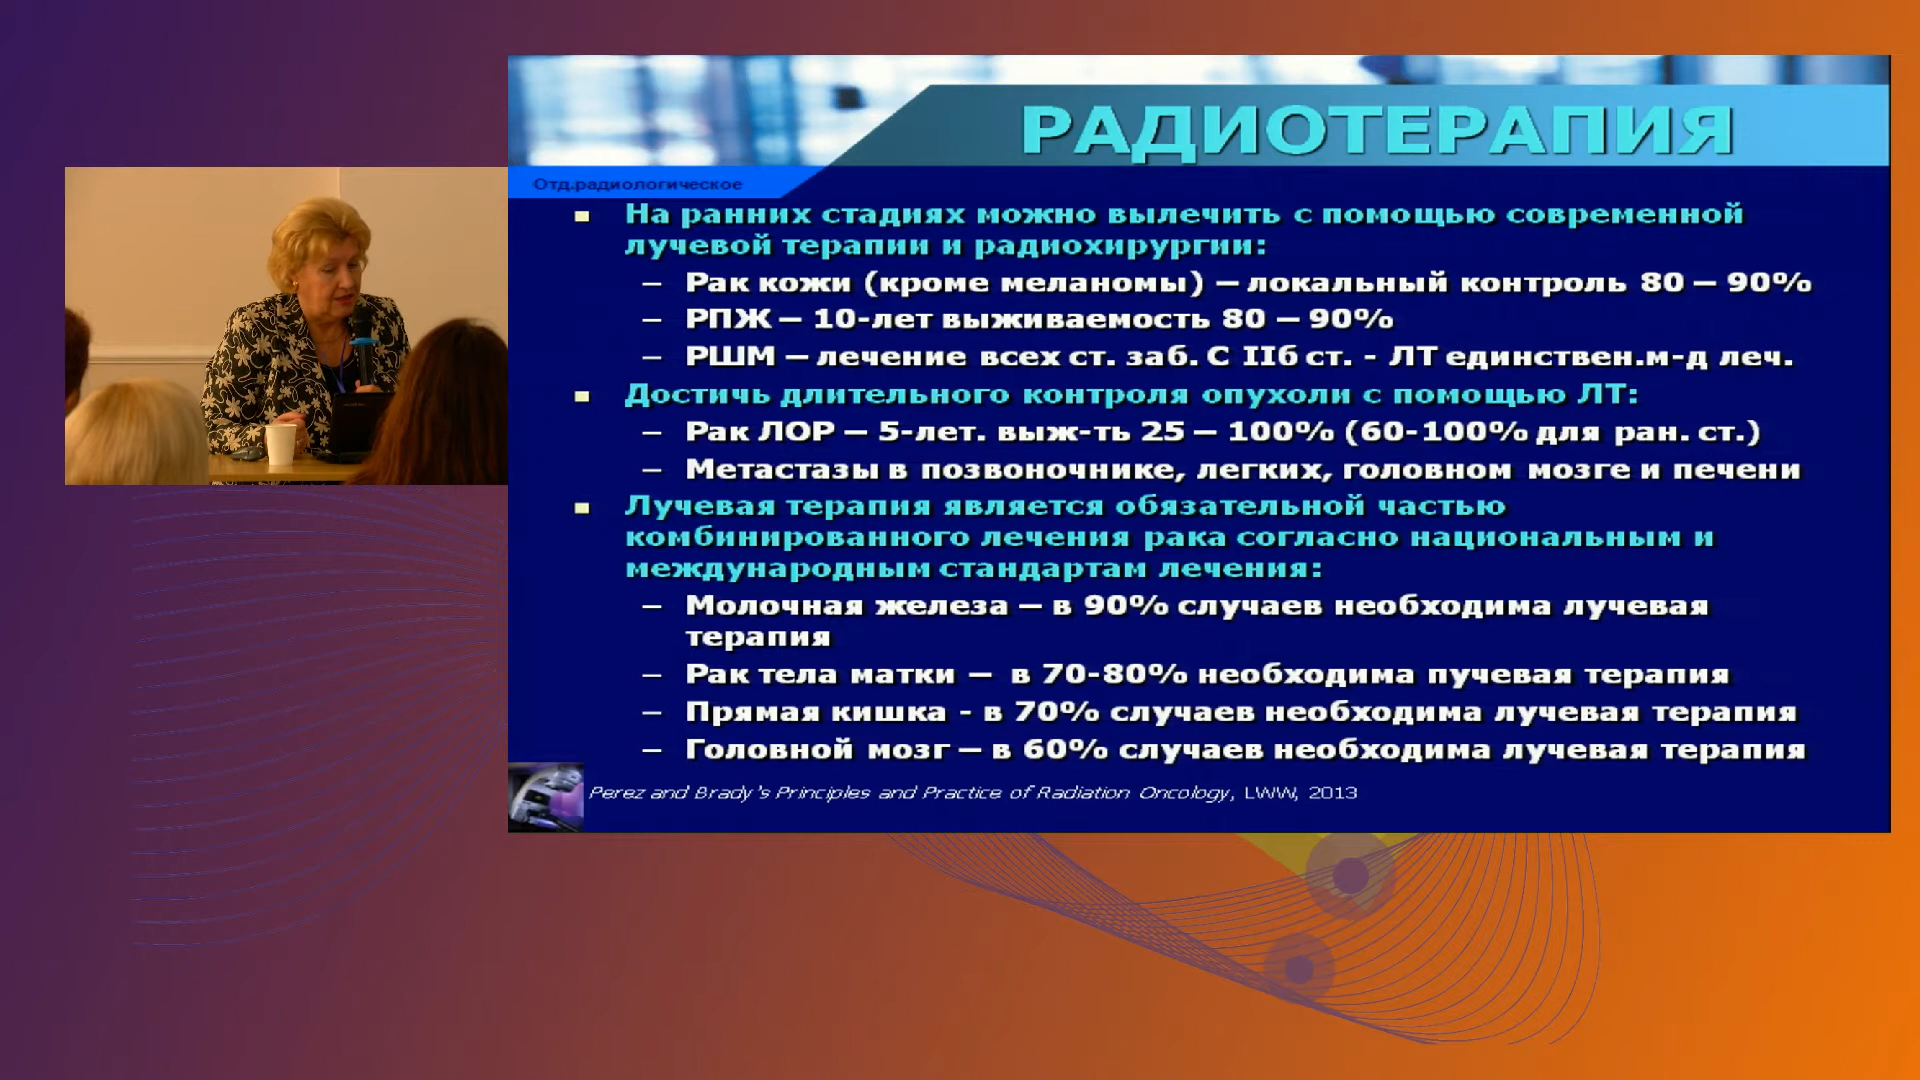 РАДИОТЕРАПИЯ
Отд.радиологическое
На ранних стадиях можно вылечить с помощью современной
лучевой терапии и радиохирургии:
– Рак кожи (кроме меланомы) – локальный контроль 80 – 90%
– РПЖ – 10-лет выживаемость 80 – 90%
– РШМ – лечение всех ст. заб. С IIб ст. - ЛТ единствен.м-д леч.
Достичь длительного контроля опухоли с помощью ЛТ:
– Рак ЛОР – 5-лет. выж-ть 25 – 100% (60-100% для ран. ст.)
– Метастазы в позвоночнике, легких, головном мозге и печени
Лучевая терапия является обязательной частью
комбинированного лечения рака согласно национальным и
международным стандартам лечения:
– Молочная железа – в 90% случаев необходима лучевая
терапия
– Рак тела матки – в 70-80% необходима пучевая терапия
– Прямая кишка - в 70% случаев необходима лучевая терапия
– Головной мозг – в 60% случаев необходима лучевая терапия
Perez and Brady's Principles and Practice of Radiation Oncology, LWW, 2013